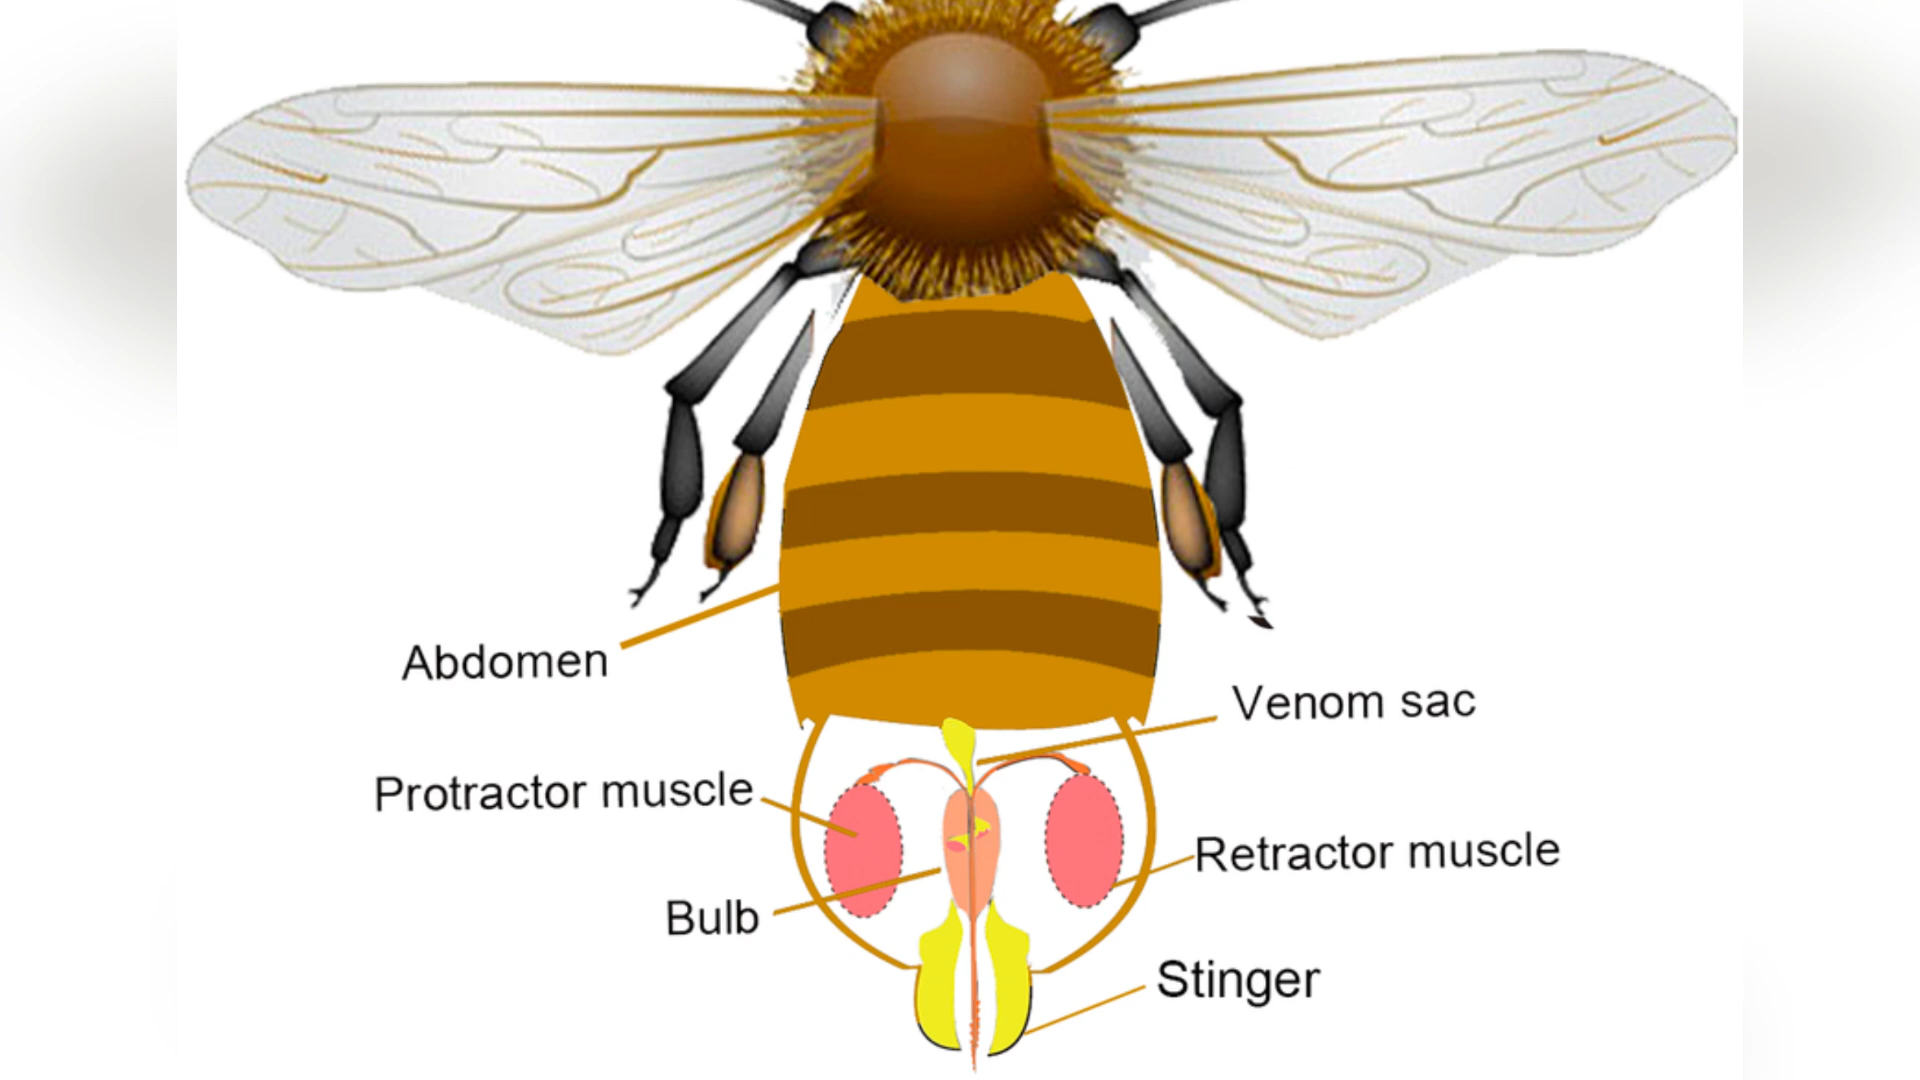 Abdomen
Venom sac
Protractor muscle
Retractor muscle
Bulb
Stinger